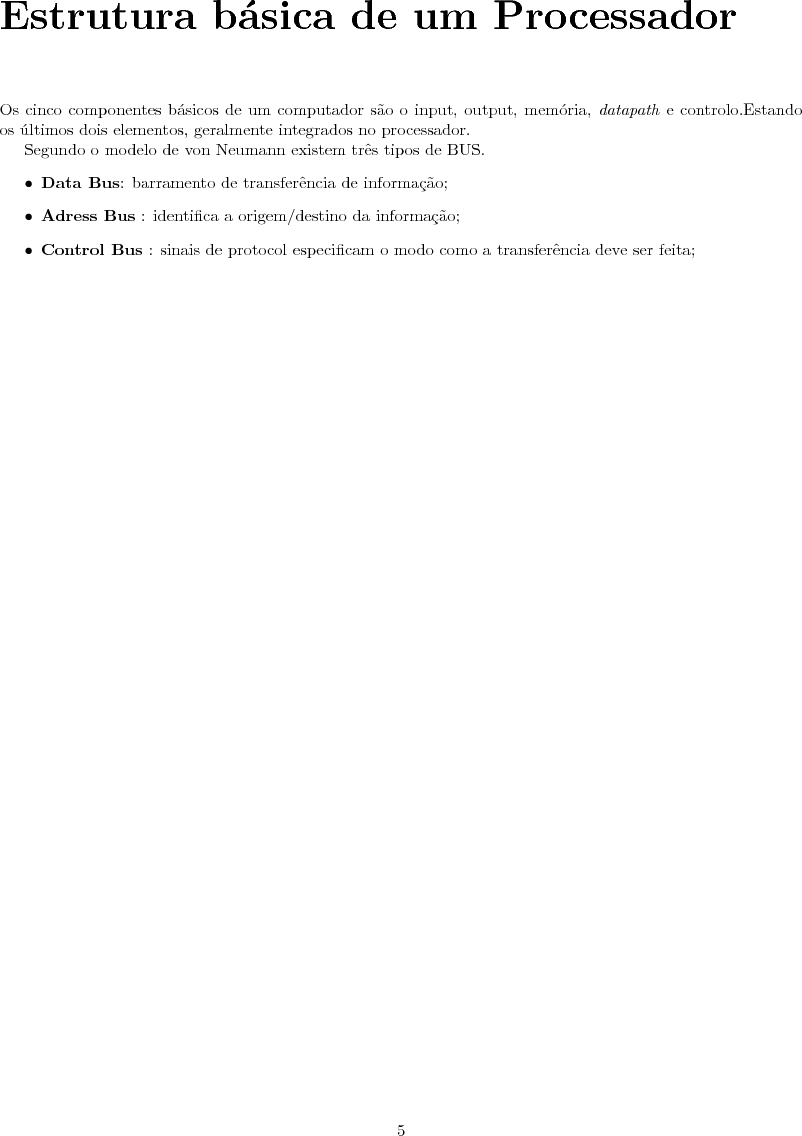 Estrutura básica de um Processador
Os cinco componentes básicos de um computador são o input, output, memória, datapath e controlo.Estando
os últimos dois elementos, geralmente integrados no processador.
Segundo o modelo de von Neumann existem três tipos de BUS.
• Data Bus: barramento de transferência de informação;
• Adress Bus : identifica a origem/destino da informação;
• Control Bus : sinais de protocol especificam o modo como a transferência deve ser feita;
5